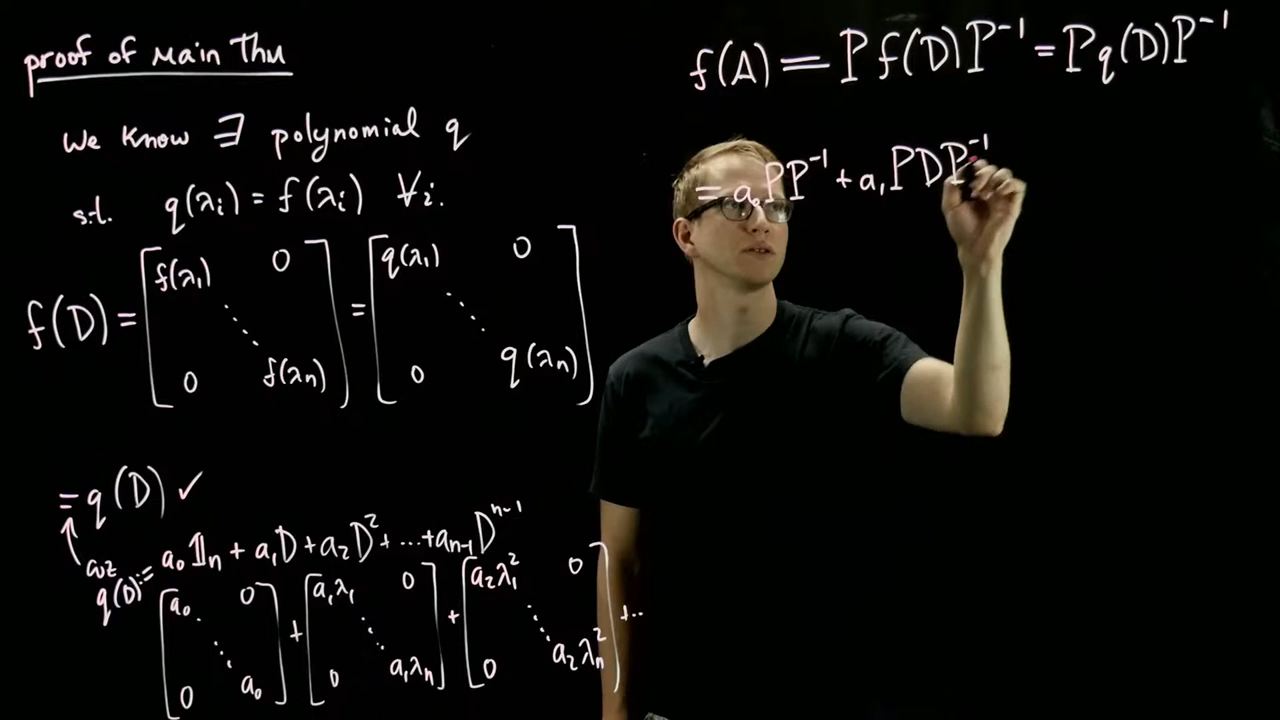 proof of Main Thm
We know ∃ polynomial q
s.t. q(λᵢ) = f(λᵢ) ∀i.
f(D) = [f(λ₁) 0 ⋱ 0 f(λₙ)] = [q(λ₁) 0 ⋱ 0 q(λₙ)]
= q(D) ✓
cuz
q(D) := a₀𝟙ₙ + a₁D + a₂D² + ⋯ + aₙ₋₁Dⁿ⁻¹
[a₀ 0 ⋱ 0 a₀] + [a₁λ₁ 0 ⋱ 0 a₁λₙ] + [a₂λ₁² 0 ⋱ 0 a₂λₙ²] + ⋯
f(A) = P f(D) P⁻¹ = P q(D) P⁻¹
= a₀PP⁻¹ + a₁PDP⁻¹